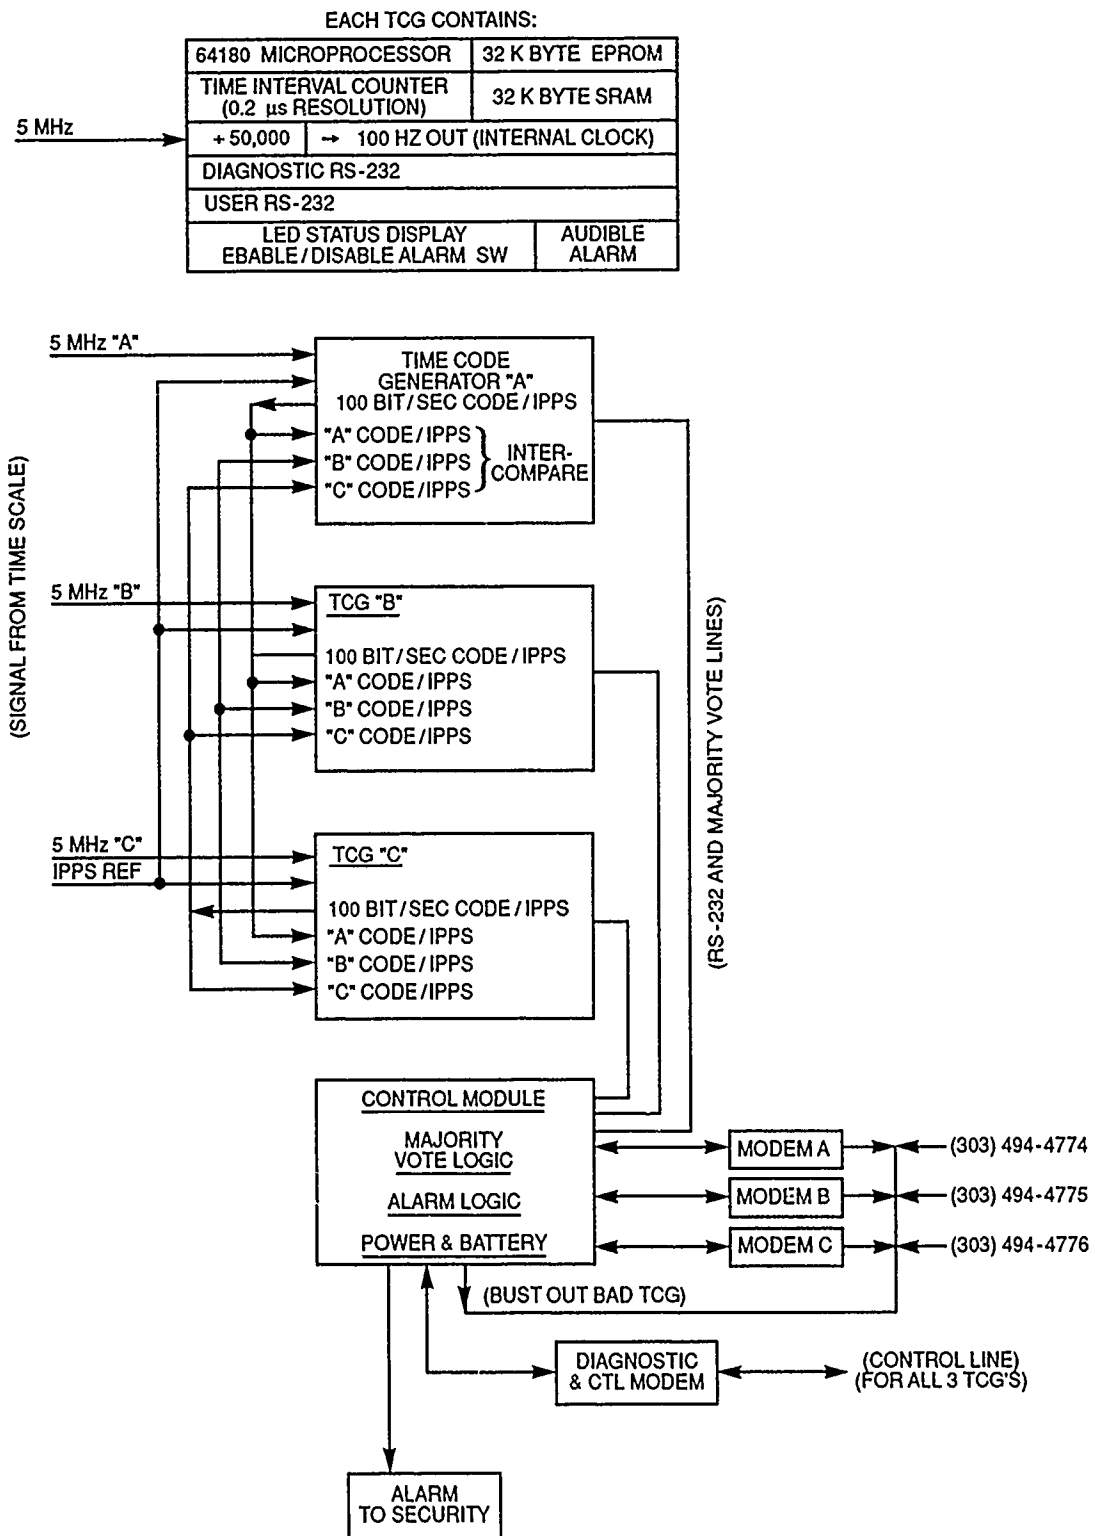 EACH TCG CONTAINS:
64180 MICROPROCESSOR
32 K BYTE EPROM
TIME INTERVAL COUNTER
(0.2 µs RESOLUTION)
32 K BYTE SRAM
5 MHz
+ 50,000
→ 100 HZ OUT (INTERNAL CLOCK)
DIAGNOSTIC RS-232
USER RS-232
LED STATUS DISPLAY
EBABLE / DISABLE ALARM SW
AUDIBLE
ALARM
(SIGNAL FROM TIME SCALE)
5 MHz "A"
TIME CODE
GENERATOR "A"
100 BIT / SEC CODE / IPPS
"A" CODE / IPPS
"B" CODE / IPPS
"C" CODE / IPPS
INTER-
COMPARE
5 MHz "B"
TCG "B"
100 BIT / SEC CODE / IPPS
"A" CODE / IPPS
"B" CODE / IPPS
"C" CODE / IPPS
5 MHz "C"
IPPS REF
TCG "C"
100 BIT / SEC CODE / IPPS
"A" CODE / IPPS
"B" CODE / IPPS
"C" CODE / IPPS
(RS-232 AND MAJORITY VOTE LINES)
CONTROL MODULE
MAJORITY
VOTE LOGIC
ALARM LOGIC
POWER & BATTERY
MODEM A
(303) 494-4774
MODEM B
(303) 494-4775
MODEM C
(303) 494-4776
(BUST OUT BAD TCG)
DIAGNOSTIC
& CTL MODEM
(CONTROL LINE)
(FOR ALL 3 TCG'S)
ALARM
TO SECURITY